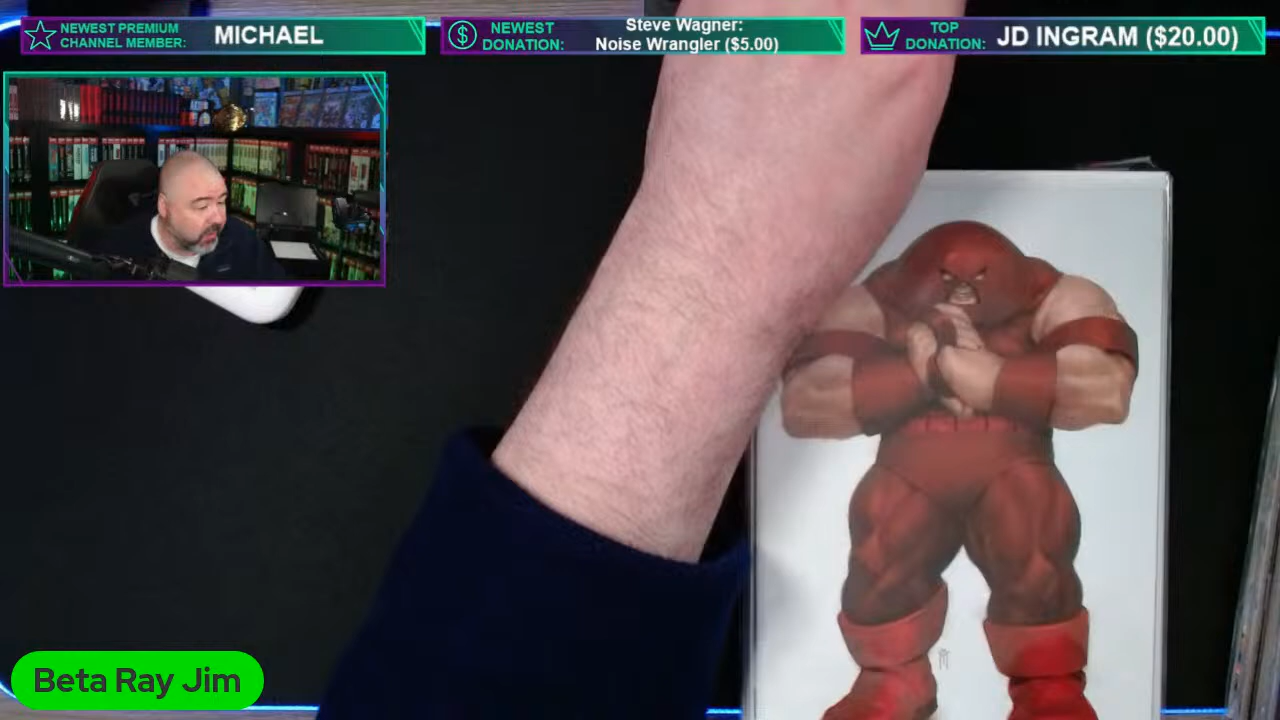 NEWEST PREMIUM
CHANNEL MEMBER:
MICHAEL
NEWEST
DONATION:
Steve Wagner:
Noise Wrangler ($5.00)
TOP
DONATION:
JD INGRAM ($20.00)
Beta Ray Jim